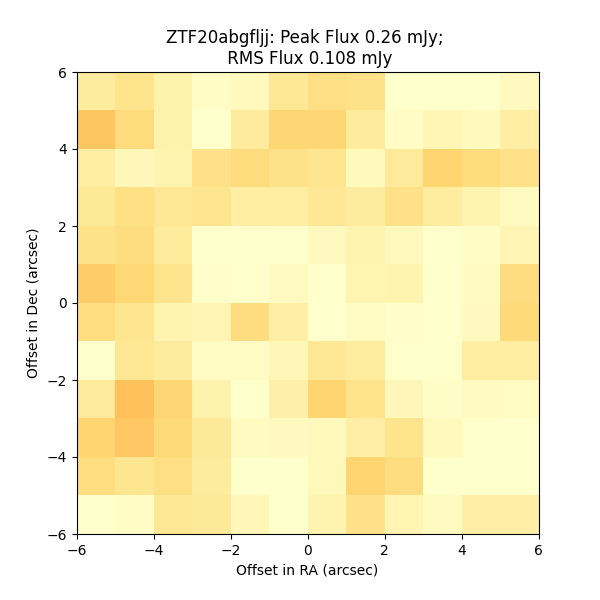 ZTF20abgfljj: Peak Flux 0.26 mJy;
RMS Flux 0.108 mJy
6
4
2
0
−2
−4
−6
Offset in Dec (arcsec)
−6 −4 −2 0 2 4 6
Offset in RA (arcsec)